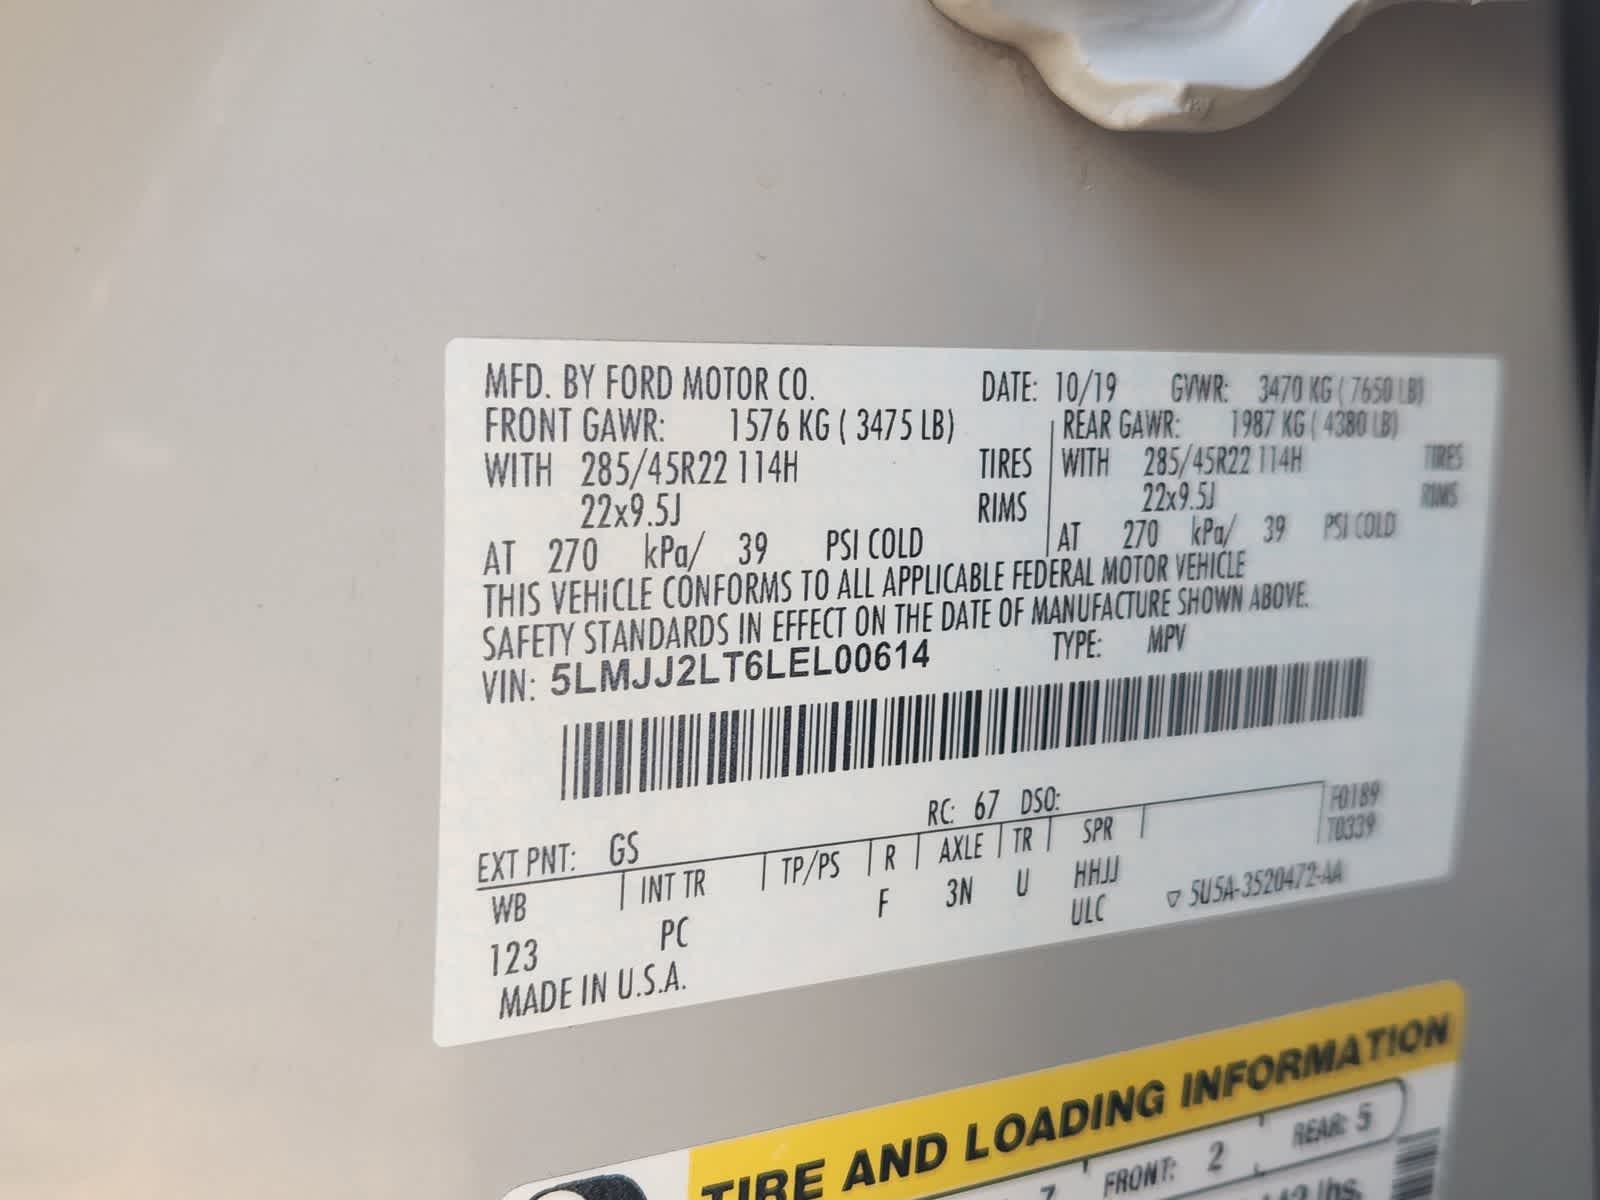 MFD. BY FORD MOTOR CO. DATE: 10/19 GVWR: 3470 KG ( 7650 LB)
FRONT GAWR: 1576 KG ( 3475 LB) REAR GAWR: 1987 KG ( 4380 LB)
WITH 285/45R22 114H TIRES WITH 285/45R22 114H TIRES
22x9.5J RIMS 22x9.5J RIMS
AT 270 kPa/ 39 PSI COLD AT 270 kPa/ 39 PSI COLD
THIS VEHICLE CONFORMS TO ALL APPLICABLE FEDERAL MOTOR VEHICLE
SAFETY STANDARDS IN EFFECT ON THE DATE OF MANUFACTURE SHOWN ABOVE.
VIN: 5LMJJ2LT6LEL00614 TYPE: MPV
EXT PNT: GS RC: 67 DSO: F0189
T0339
WB INT TR TP/PS R AXLE TR SPR
123 PC F 3N U HHJJ
ULC ▽ 5U5A-3520472-AA
MADE IN U.S.A.
TIRE AND LOADING INFORMATION
7 FRONT: 2 REAR: 5
lbs.